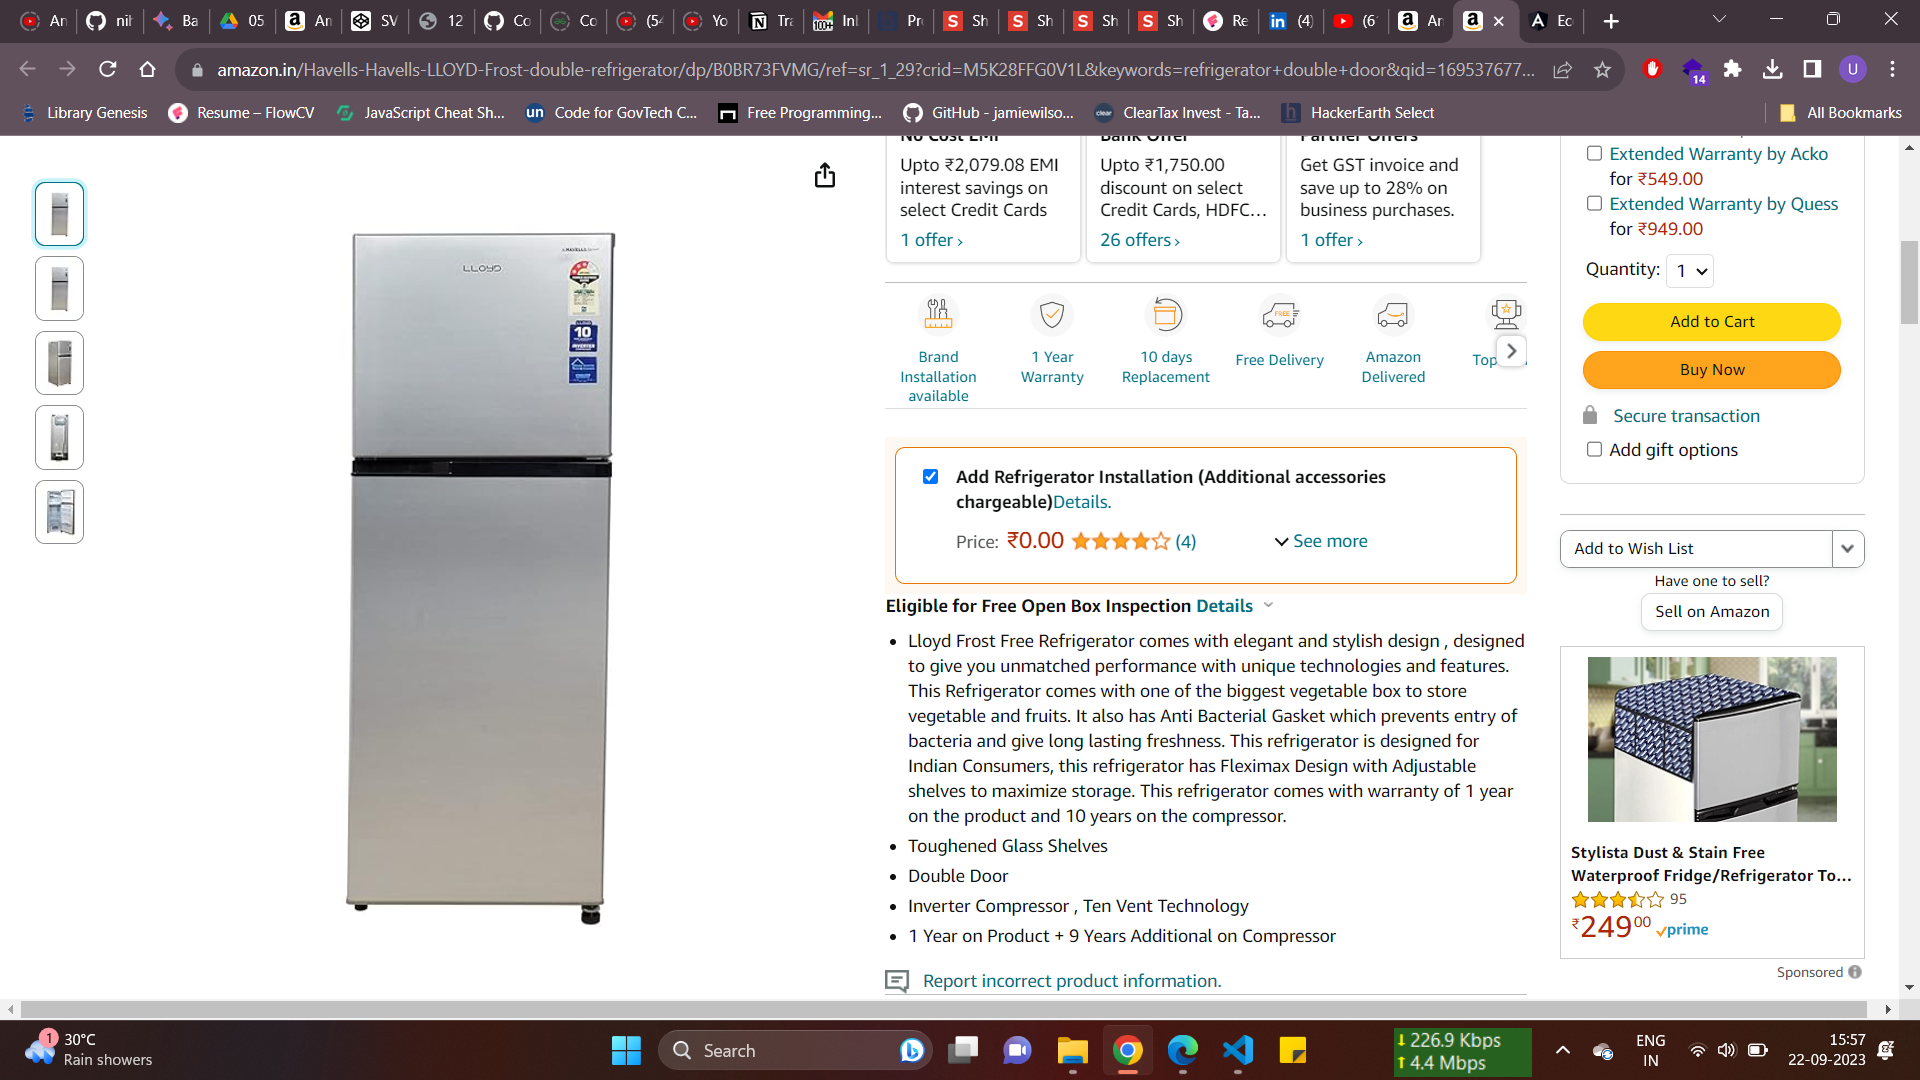 An
nil
Ba
05
An
SV
12
Co
Co
(54
Yo
Tra
Inl
Pr
Sh
Sh
Sh
Sh
Re
(4)
(6
An
Ec
amazon.in/Havells-Havells-LLOYD-Frost-double-refrigerator/dp/B0BR73FVMG/ref=sr_1_29?crid=M5K28FFG0V1L&keywords=refrigerator+double+door&qid=169537677...
14
U
Library Genesis
Resume – FlowCV
JavaScript Cheat Sh...
Code for GovTech C...
Free Programming...
GitHub - jamiewilso...
ClearTax Invest - Ta...
HackerEarth Select
All Bookmarks
No Cost EMI
Upto ₹2,079.08 EMI
interest savings on
select Credit Cards
1 offer ›
Bank Offer
Upto ₹1,750.00
discount on select
Credit Cards, HDFC...
26 offers ›
Partner Offers
Get GST invoice and
save up to 28% on
business purchases.
1 offer ›
LLOYD
10
INVERTER
Brand
Installation
available
1 Year
Warranty
10 days
Replacement
FREE
Free Delivery
Amazon
Delivered
Top
Add Refrigerator Installation (Additional accessories
chargeable)Details.
Price: ₹0.00 (4)
See more
Eligible for Free Open Box Inspection Details
Lloyd Frost Free Refrigerator comes with elegant and stylish design , designed
to give you unmatched performance with unique technologies and features.
This Refrigerator comes with one of the biggest vegetable box to store
vegetable and fruits. It also has Anti Bacterial Gasket which prevents entry of
bacteria and give long lasting freshness. This refrigerator is designed for
Indian Consumers, this refrigerator has Fleximax Design with Adjustable
shelves to maximize storage. This refrigerator comes with warranty of 1 year
on the product and 10 years on the compressor.
Toughened Glass Shelves
Double Door
Inverter Compressor , Ten Vent Technology
1 Year on Product + 9 Years Additional on Compressor
Report incorrect product information.
Extended Warranty by Acko
for ₹549.00
Extended Warranty by Quess
for ₹949.00
Quantity: 1
Add to Cart
Buy Now
Secure transaction
Add gift options
Add to Wish List
Have one to sell?
Sell on Amazon
Stylista Dust & Stain Free
Waterproof Fridge/Refrigerator To...
95
₹24900 prime
Sponsored
1
30°C
Rain showers
Search
226.9 Kbps
4.4 Mbps
ENG
IN
15:57
22-09-2023